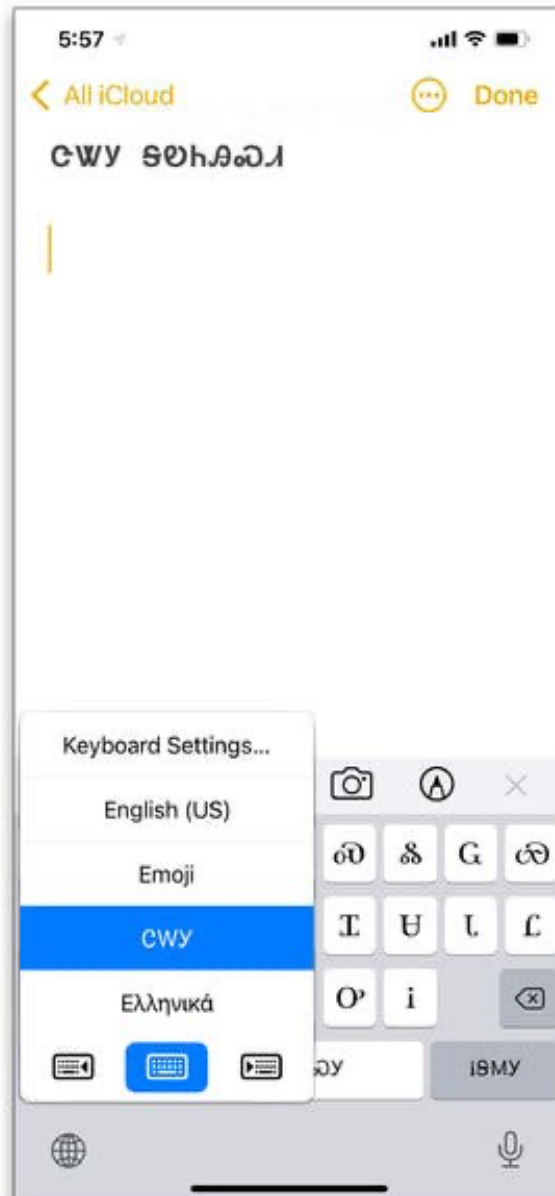 5:57
All iCloud
Done
ᏣᎳᎩ ᎦᏬᏂᎯᏍᏗ
Keyboard Settings...
English (US)
Emoji
ᏣᎳᎩ
Ελληνικά